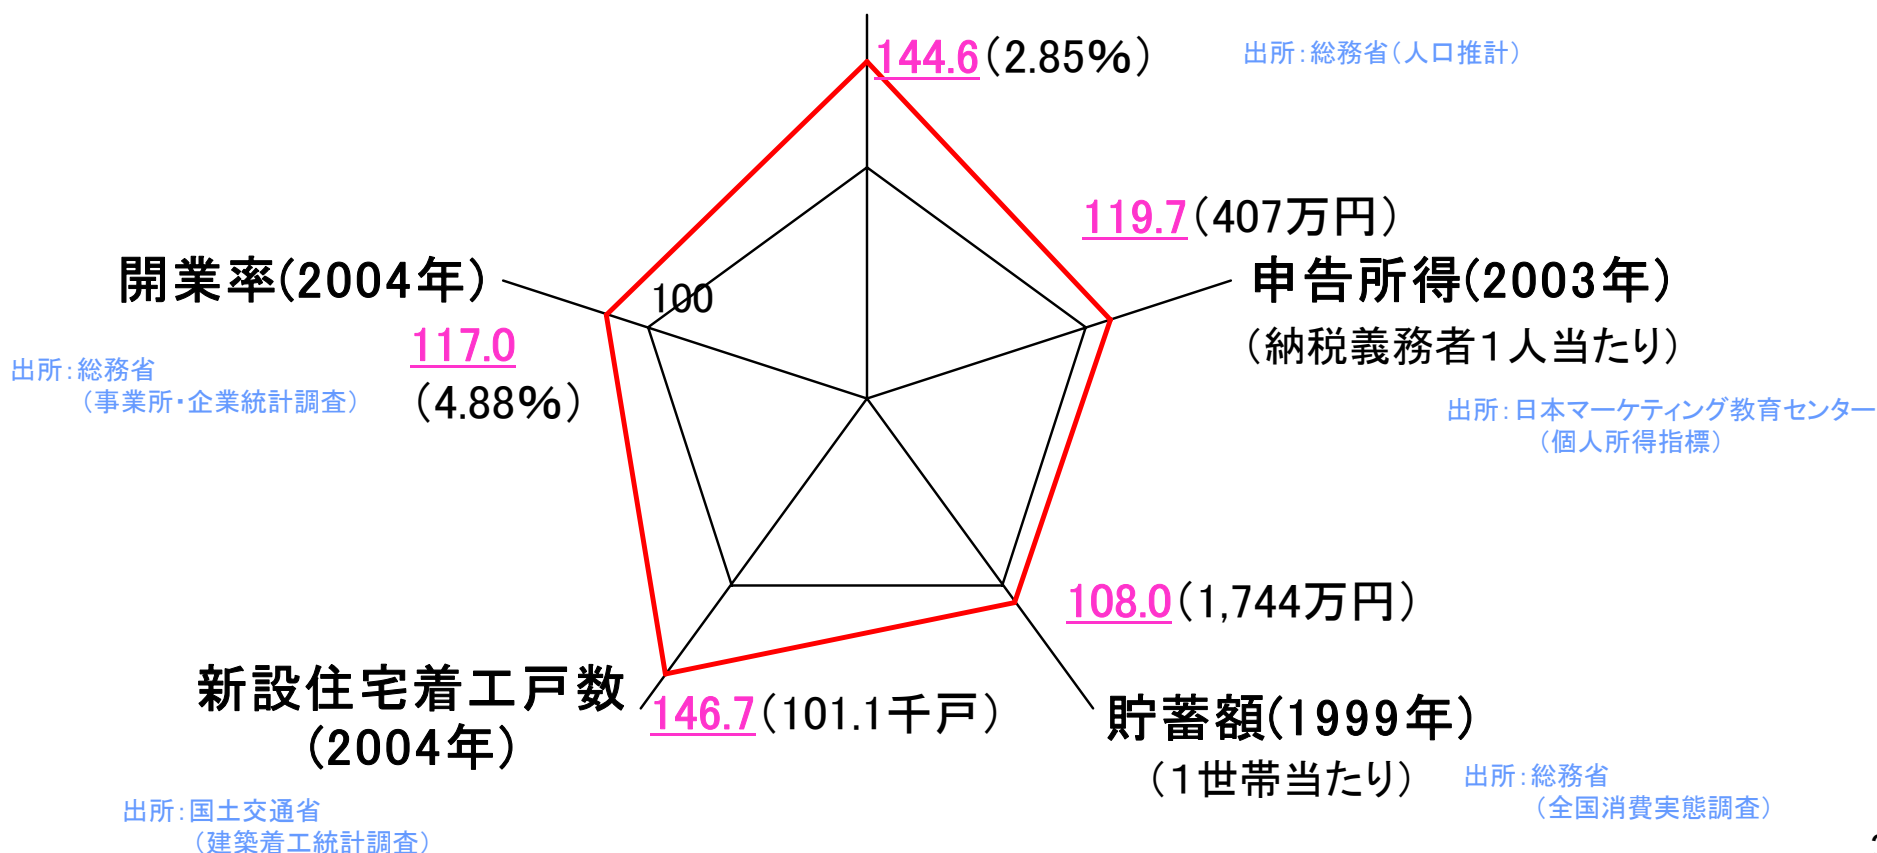 144.6(2.85%)
出所：総務省（人口推計）
119.7(407万円)
申告所得(2003年)
（納税義務者１人当たり）
出所：日本マーケティング教育センター
（個人所得指標）
開業率(2004年)
100
117.0
(4.88%)
出所：総務省
（事業所・企業統計調査）
108.0(1,744万円)
貯蓄額(1999年)
（１世帯当たり）
出所：総務省
（全国消費実態調査）
新設住宅着工戸数
(2004年)
146.7(101.1千戸)
出所：国土交通省
（建築着工統計調査）